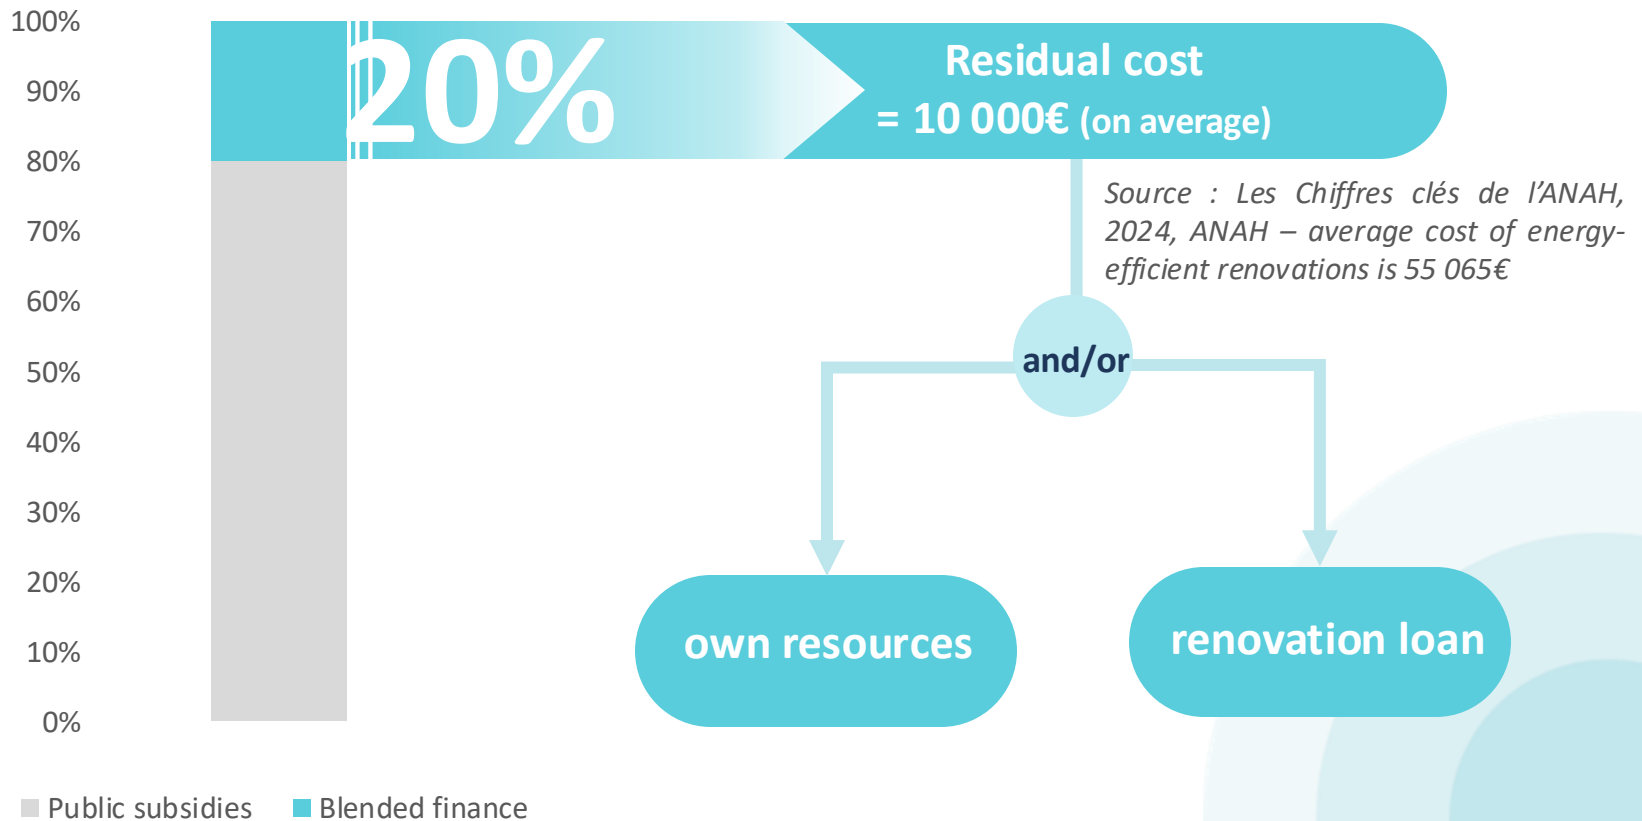 100%
90%
80%
70%
60%
50%
40%
30%
20%
10%
0%
20%
Residual cost
= 10 000€ (on average)
Source : Les Chiffres clés de l’ANAH,
2024, ANAH – average cost of energy-
efficient renovations is 55 065€
and/or
own resources
renovation loan
Public subsidies
Blended finance